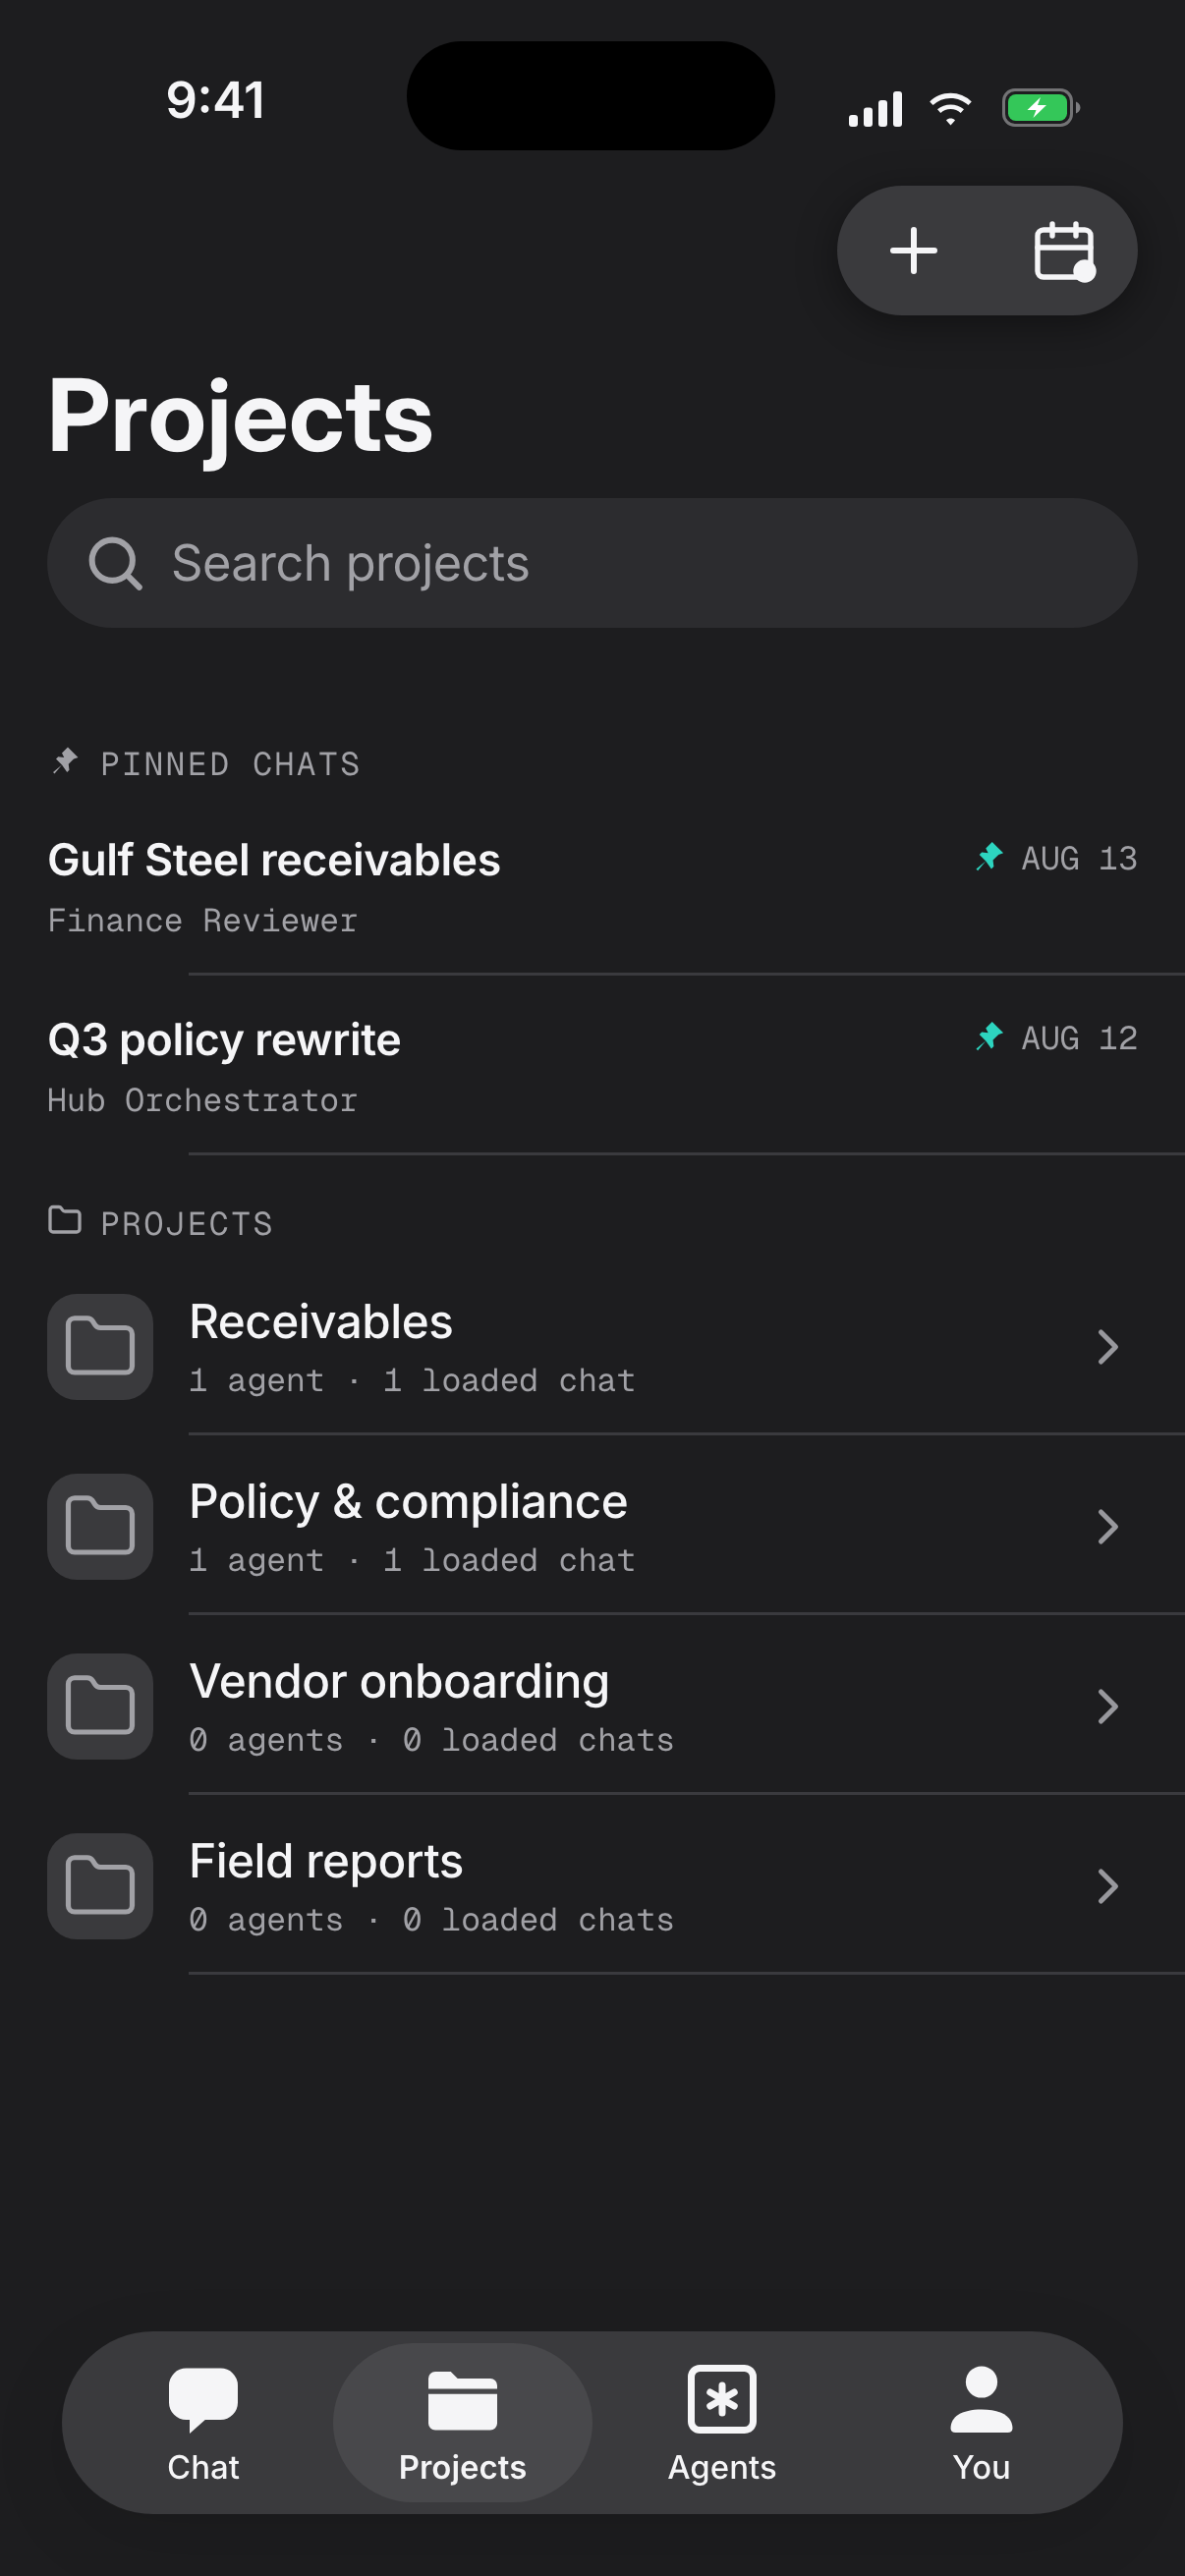 9:41
Projects
Search projects
PINNED CHATS
Gulf Steel receivables
AUG 13
Finance Reviewer
Q3 policy rewrite
AUG 12
Hub Orchestrator
PROJECTS
Receivables
1 agent · 1 loaded chat
Policy & compliance
1 agent · 1 loaded chat
Vendor onboarding
0 agents · 0 loaded chats
Field reports
0 agents · 0 loaded chats
Chat
Projects
Agents
You